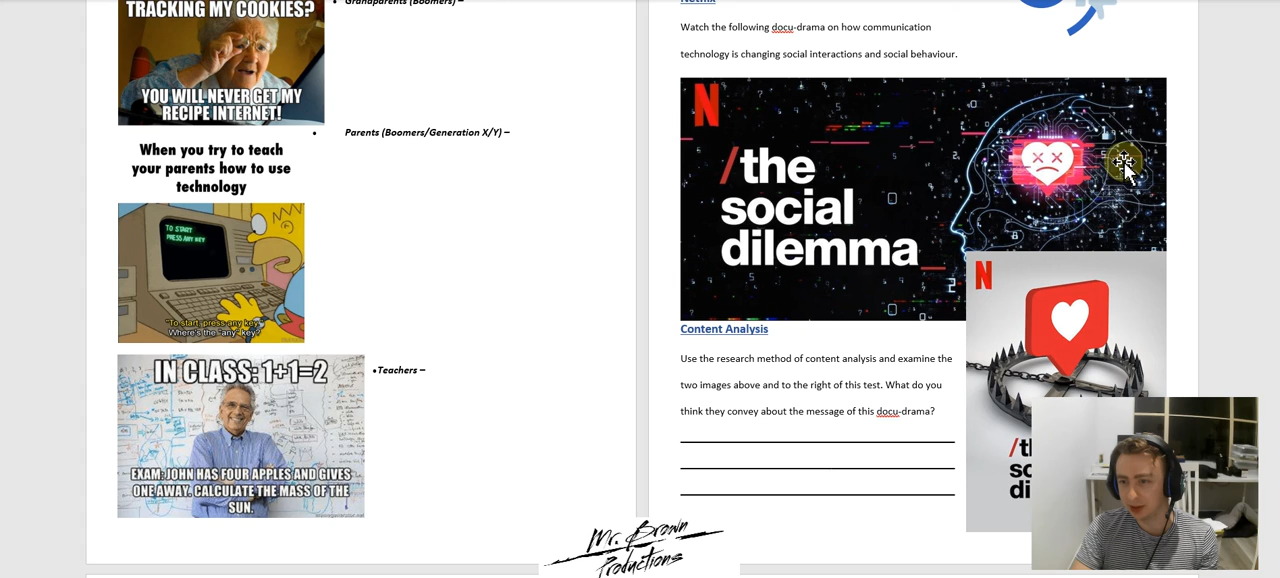 TRACKING MY COOKIES?
YOU WILL NEVER GET MY
RECIPE INTERNET!
• Grandparents (Boomers) –
• Parents (Boomers/Generation X/Y) –
When you try to teach
your parents how to use
technology
TO START
PRESS ANY KEY
"To start, press any key."
Where's the "any" key?
IN CLASS: 1+1=2
EXAM: JOHN HAS FOUR APPLES AND GIVES
ONE AWAY. CALCULATE THE MASS OF THE
SUN.
•Teachers –
Netflix
Watch the following docu-drama on how communication
technology is changing social interactions and social behaviour.
N
/the
social
dilemma
Content Analysis
Use the research method of content analysis and examine the
two images above and to the right of this test. What do you
think they convey about the message of this docu-drama?
N
Mr. Brown
Productions